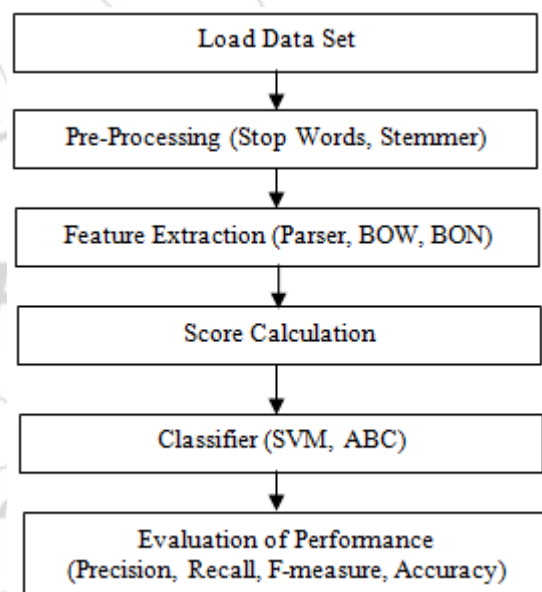 Load Data Set
Pre-Processing (Stop Words, Stemmer)
Feature Extraction (Parser, BOW, BON)
Score Calculation
Classifier (SVM, ABC)
Evaluation of Performance
(Precision, Recall, F-measure, Accuracy)